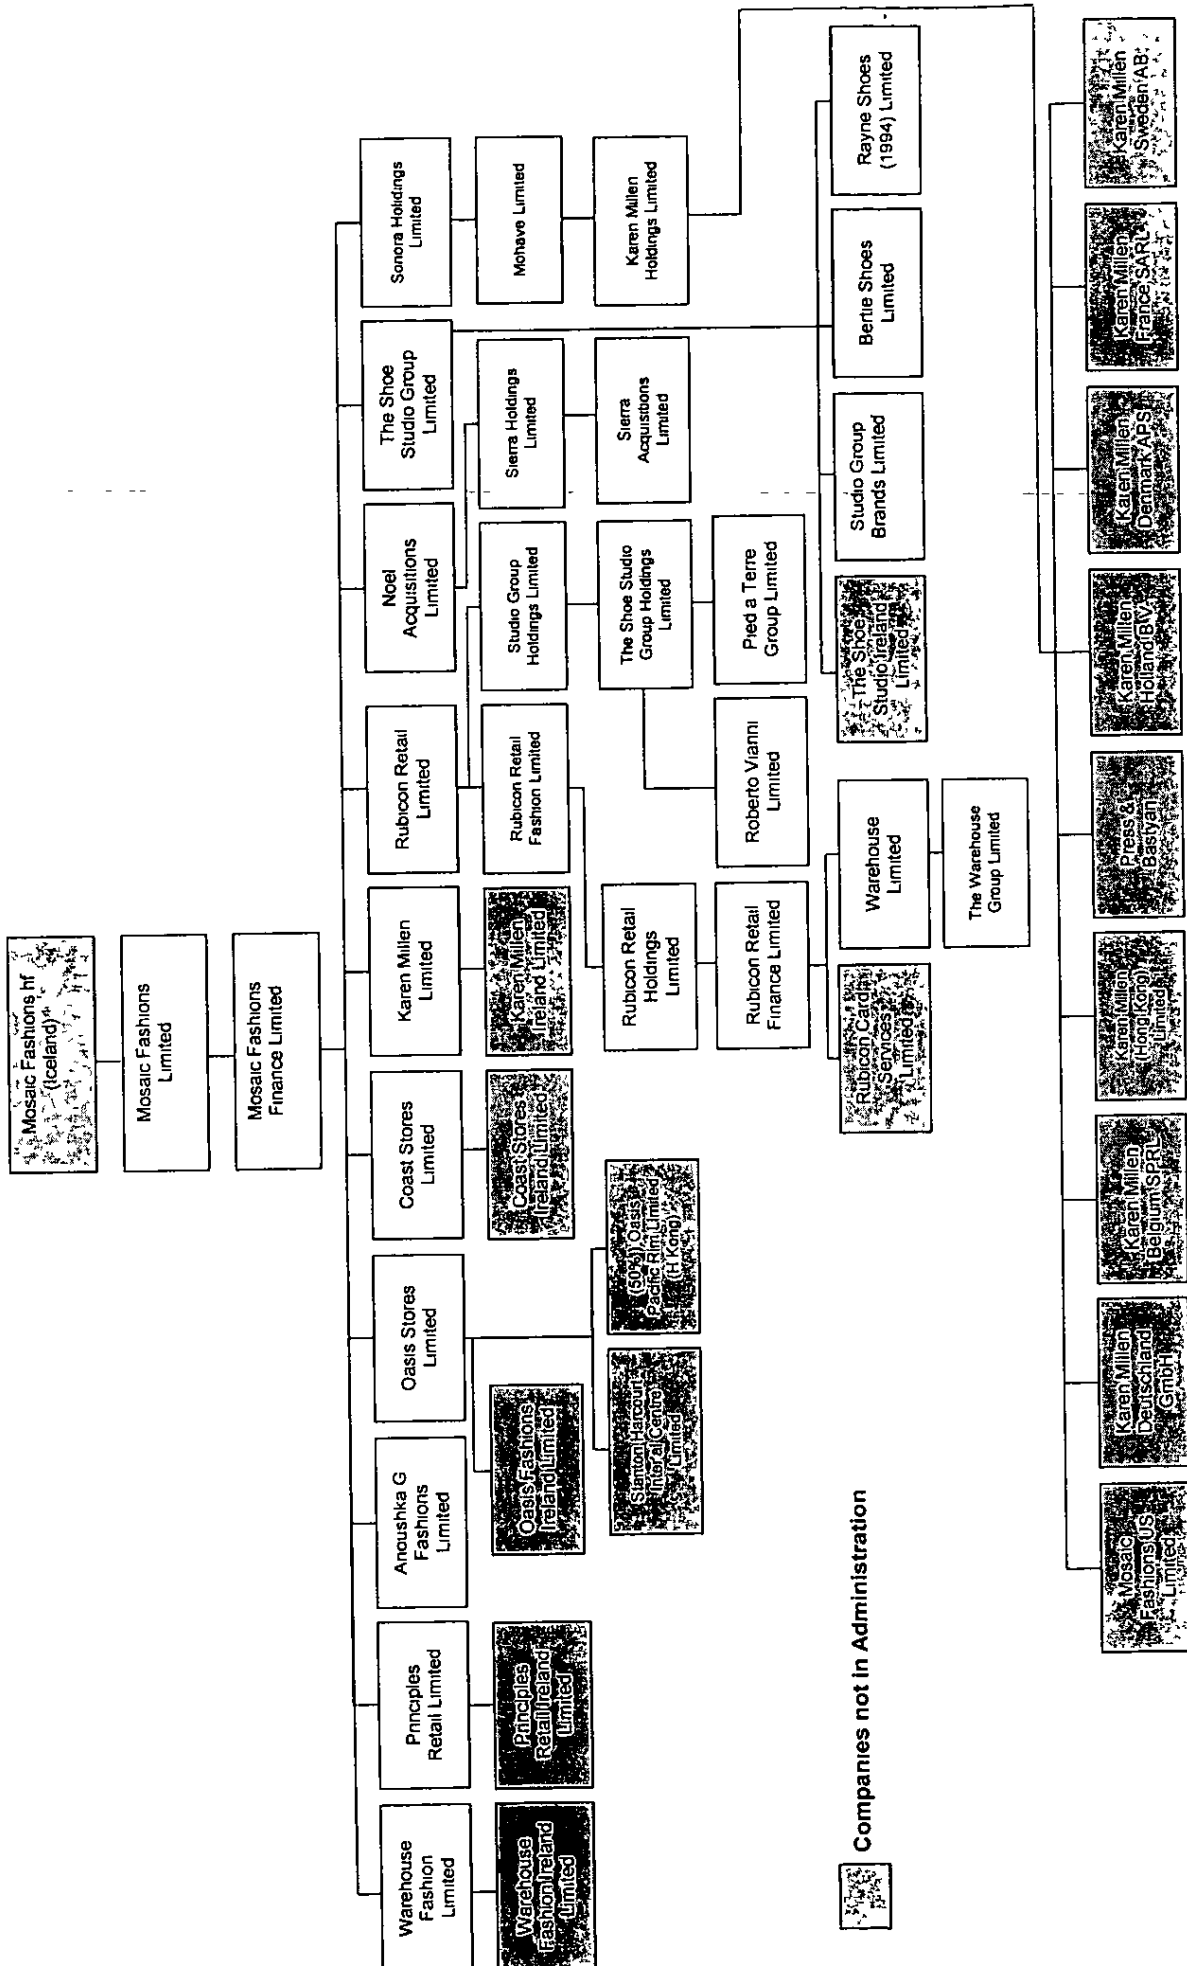 Mosaic Fashions hf
(Iceland)
Mosaic Fashions
Limited
Mosaic Fashions
Finance Limited
Warehouse
Fashion
Limited
Principles
Retail Limited
Anoushka G
Fashions
Limited
Oasis Stores
Limited
Coast Stores
Limited
Karen Millen
Limited
Rubicon Retail
Limited
Noel
Acquisitions
Limited
The Shoe
Studio Group
Limited
Sonora Holdings
Limited
Warehouse
Fashion Ireland
Limited
Principles
Retail Ireland
Limited
Oasis Fashions
Ireland Limited
Coast Stores
Ireland Limited
Karen Millen
Ireland Limited
Rubicon Retail
Fashion Limited
Studio Group
Holdings Limited
Sierra Holdings
Limited
Mohave Limited
Stanton Harcourt
Inter'al Centre
Limited
(50%) Oasis
Pacific Rim Limited
(H Kong)
Rubicon Retail
Holdings
Limited
The Shoe Studio
Group Holdings
Limited
Sierra
Acquisitions
Limited
Karen Millen
Holdings Limited
Rubicon Retail
Finance Limited
Roberto Vianni
Limited
Pied a Terre
Group Limited
Rubicon Card
Services
Limited
Warehouse
Limited
The Shoe
Studio Ireland
Limited
Studio Group
Brands Limited
Bertie Shoes
Limited
Rayne Shoes
(1994) Limited
The Warehouse
Group Limited
Companies not in Administration
Mosaic
Fashions US
Limited
Karen Millen
Deutschland
GmbH
Karen Millen
Belgium SPRL
Karen Millen
(Hong Kong)
Limited
Press &
Bastyan
Karen Millen
Holland BV
Karen Millen
Denmark APS
Karen Millen
France SARL
Karen Millen
Sweden AB